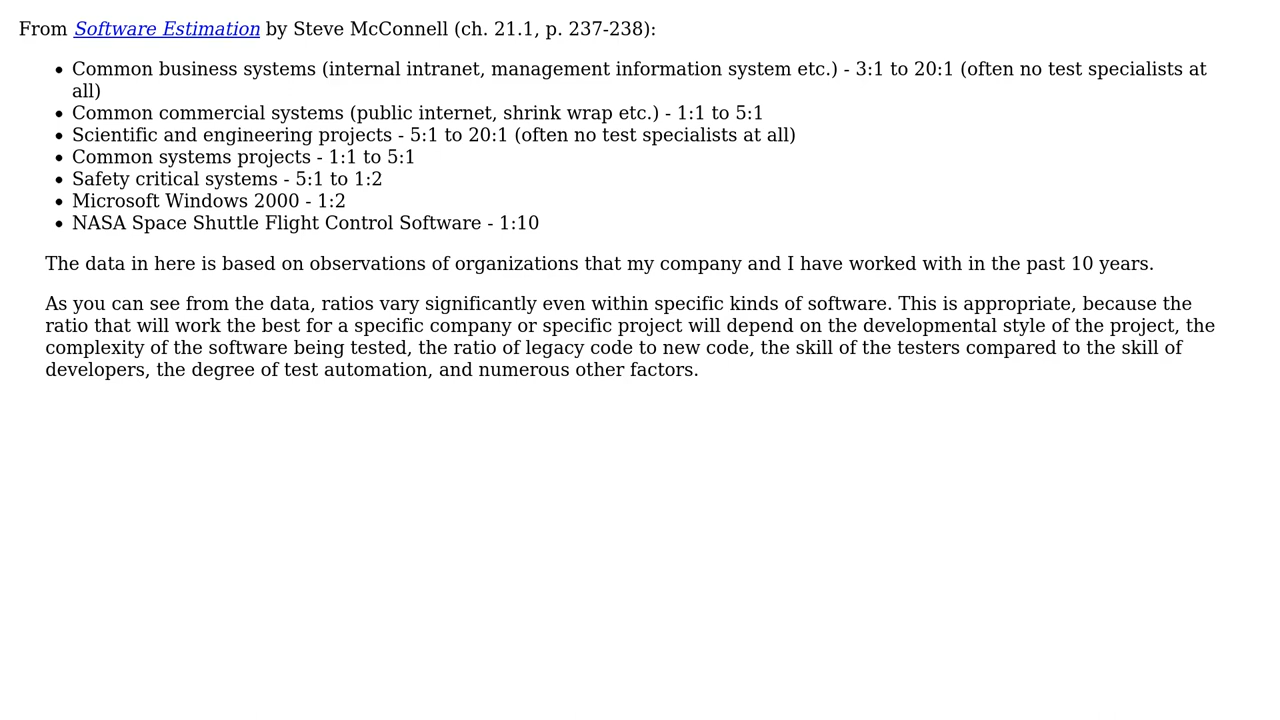 From Software Estimation by Steve McConnell (ch. 21.1, p. 237-238):
• Common business systems (internal intranet, management information system etc.) - 3:1 to 20:1 (often no test specialists at
all)
• Common commercial systems (public internet, shrink wrap etc.) - 1:1 to 5:1
• Scientific and engineering projects - 5:1 to 20:1 (often no test specialists at all)
• Common systems projects - 1:1 to 5:1
• Safety critical systems - 5:1 to 1:2
• Microsoft Windows 2000 - 1:2
• NASA Space Shuttle Flight Control Software - 1:10
The data in here is based on observations of organizations that my company and I have worked with in the past 10 years.
As you can see from the data, ratios vary significantly even within specific kinds of software. This is appropriate, because the
ratio that will work the best for a specific company or specific project will depend on the developmental style of the project, the
complexity of the software being tested, the ratio of legacy code to new code, the skill of the testers compared to the skill of
developers, the degree of test automation, and numerous other factors.